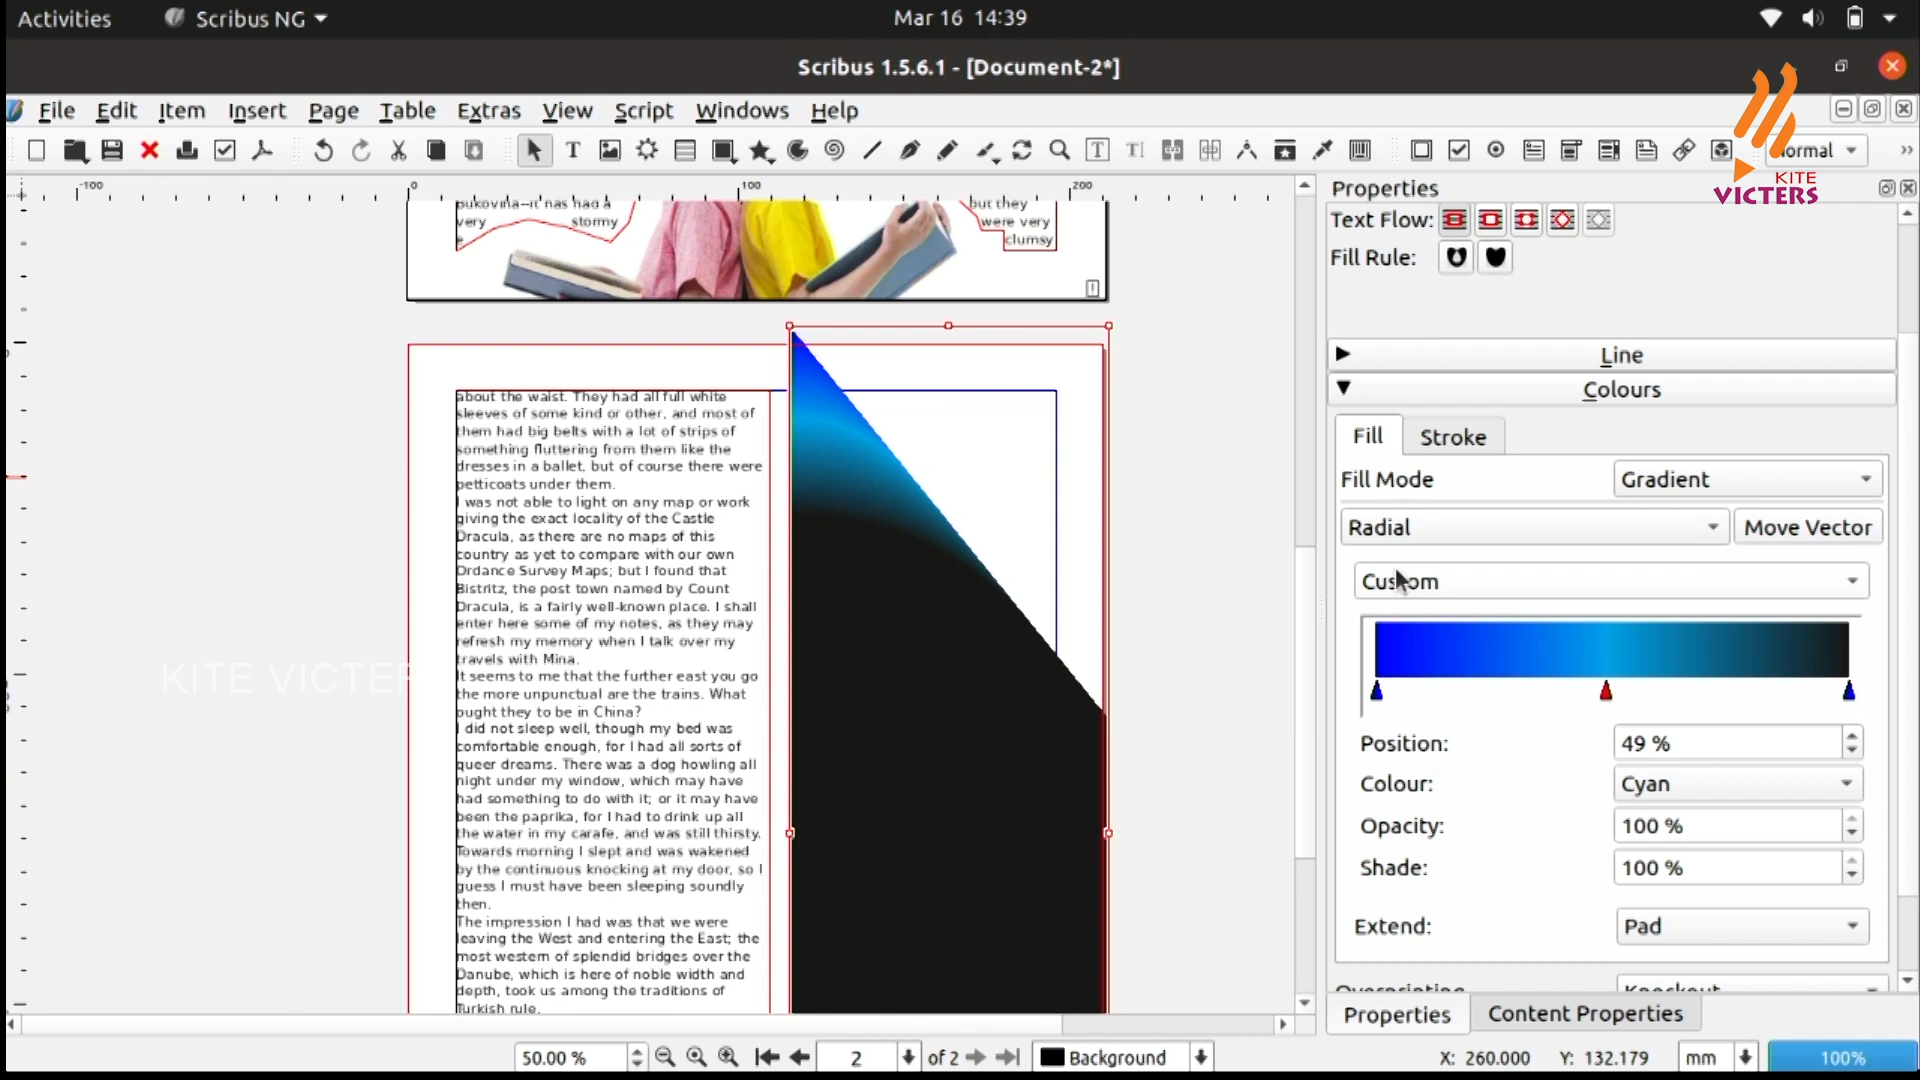 Activities
Scribus NG
Mar 16 14:39
Scribus 1.5.6.1 - [Document-2*]
File Edit Item Insert Page Table Extras View Script Windows Help
KITE
VICTERS
-100 0 100 200
Properties
Text Flow:
Fill Rule:
Bukovina--it has had a
very stormy
e
but they
were very
clumsy
about the waist. They had all full white
sleeves of some kind or other, and most of
them had big belts with a lot of strips of
something fluttering from them like the
dresses in a ballet, but of course there were
petticoats under them.
I was not able to light on any map or work
giving the exact locality of the Castle
Dracula, as there are no maps of this
country as yet to compare with our own
Ordance Survey Maps; but I found that
Bistritz, the post town named by Count
Dracula, is a fairly well-known place. I shall
enter here some of my notes, as they may
refresh my memory when I talk over my
travels with Mina.
It seems to me that the further east you go
the more unpunctual are the trains. What
ought they to be in China?
I did not sleep well, though my bed was
comfortable enough, for I had all sorts of
queer dreams. There was a dog howling all
night under my window, which may have
had something to do with it; or it may have
been the paprika, for I had to drink up all
the water in my carafe, and was still thirsty.
Towards morning I slept and was wakened
by the continuous knocking at my door, so I
guess I must have been sleeping soundly
then.
The impression I had was that we were
leaving the West and entering the East; the
most western of splendid bridges over the
Danube, which is here of noble width and
depth, took us among the traditions of
Turkish rule.
KITE VICTER
Line
Colours
Fill Stroke
Fill Mode Gradient
Radial Move Vector
Custom
Position: 49 %
Colour: Cyan
Opacity: 100 %
Shade: 100 %
Extend: Pad
Overprinting Knockout
Properties Content Properties
50.00 % 2 of 2 Background X: 260.000 Y: 132.179 mm 100%